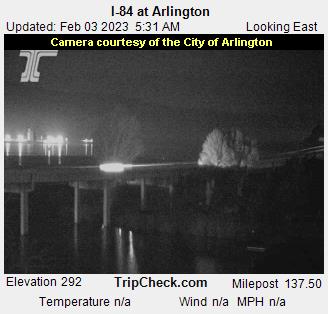 I-84 at Arlington
Updated: Feb 03 2023 5:31 AM Looking East
Camera courtesy of the City of Arlington
Elevation 292 TripCheck.com Milepost 137.50
Temperature n/a Wind n/a MPH n/a